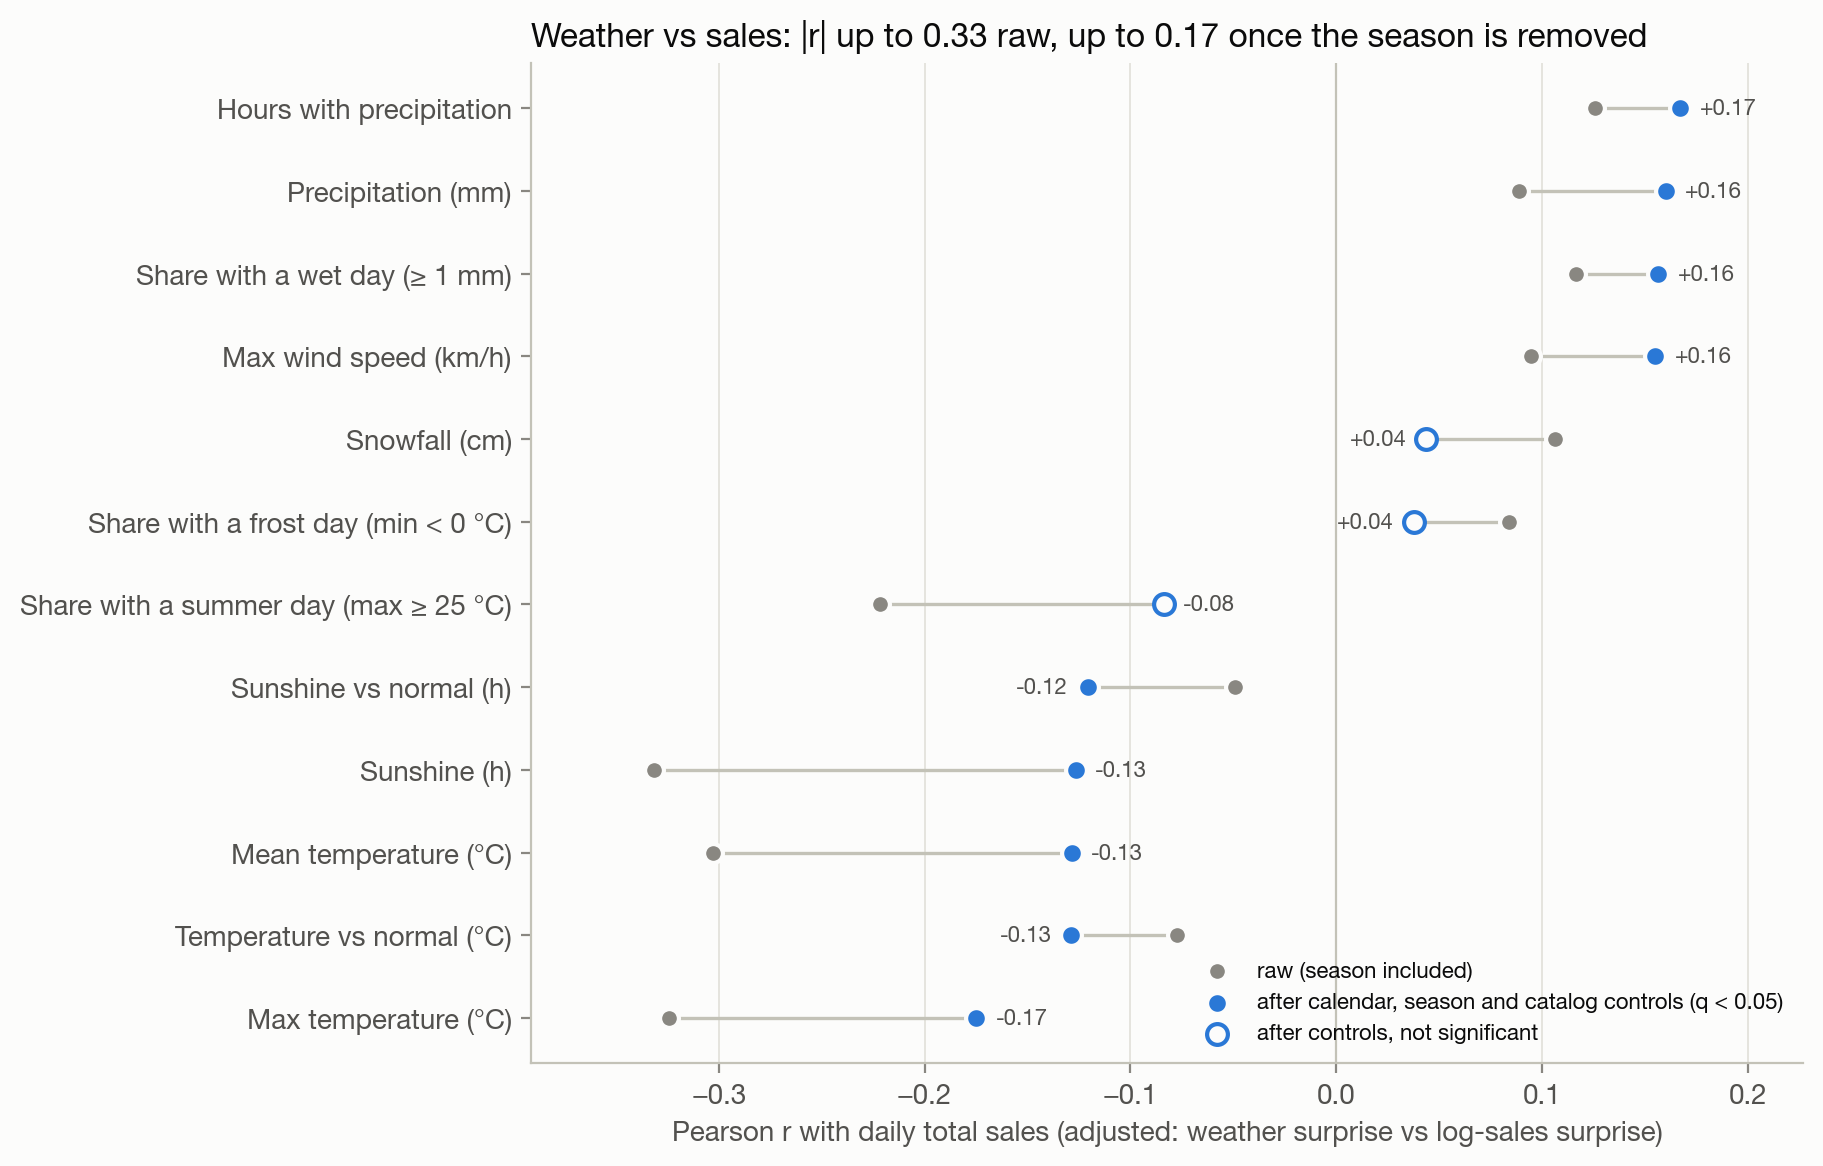 Weather vs sales: |r| up to 0.33 raw, up to 0.17 once the season is removed
Hours with precipitation
+0.17
Precipitation (mm)
+0.16
Share with a wet day (≥ 1 mm)
+0.16
Max wind speed (km/h)
+0.16
Snowfall (cm)
+0.04
Share with a frost day (min < 0 °C)
+0.04
Share with a summer day (max ≥ 25 °C)
-0.08
Sunshine vs normal (h)
-0.12
Sunshine (h)
-0.13
Mean temperature (°C)
-0.13
Temperature vs normal (°C)
-0.13
Max temperature (°C)
-0.17
raw (season included)
after calendar, season and catalog controls (q < 0.05)
after controls, not significant
−0.3 −0.2 −0.1 0.0 0.1 0.2
Pearson r with daily total sales (adjusted: weather surprise vs log-sales surprise)